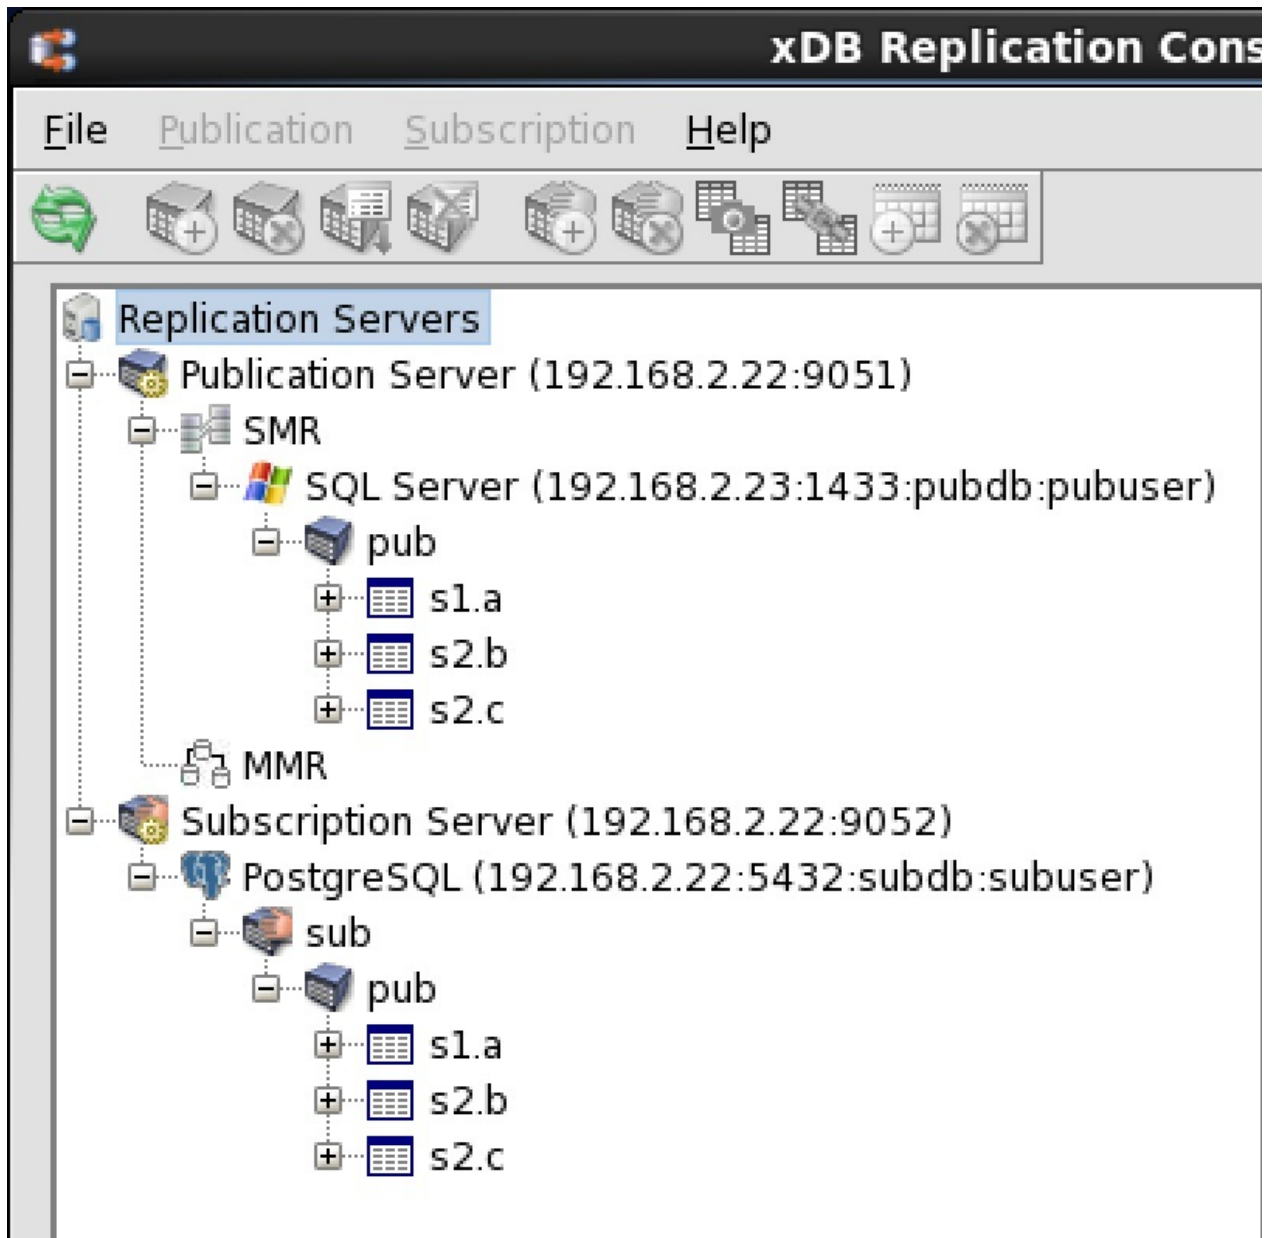 xDB Replication Cons
File Publication Subscription Help
Replication Servers
Publication Server (192.168.2.22:9051)
SMR
SQL Server (192.168.2.23:1433:pubdb:pubuser)
pub
s1.a
s2.b
s2.c
MMR
Subscription Server (192.168.2.22:9052)
PostgreSQL (192.168.2.22:5432:subdb:subuser)
sub
pub
s1.a
s2.b
s2.c